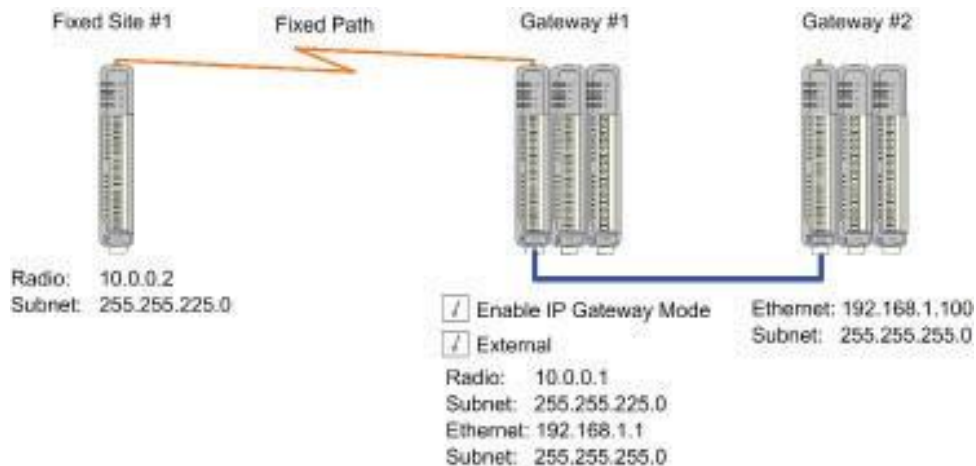 Fixed Site #1
Fixed Path
Gateway #1
Gateway #2
Radio: 10.0.0.2
Subnet: 255.255.225.0
Enable IP Gateway Mode
External
Radio: 10.0.0.1
Subnet: 255.255.225.0
Ethernet: 192.168.1.1
Subnet: 255.255.255.0
Ethernet: 192.168.1.100
Subnet: 255.255.255.0